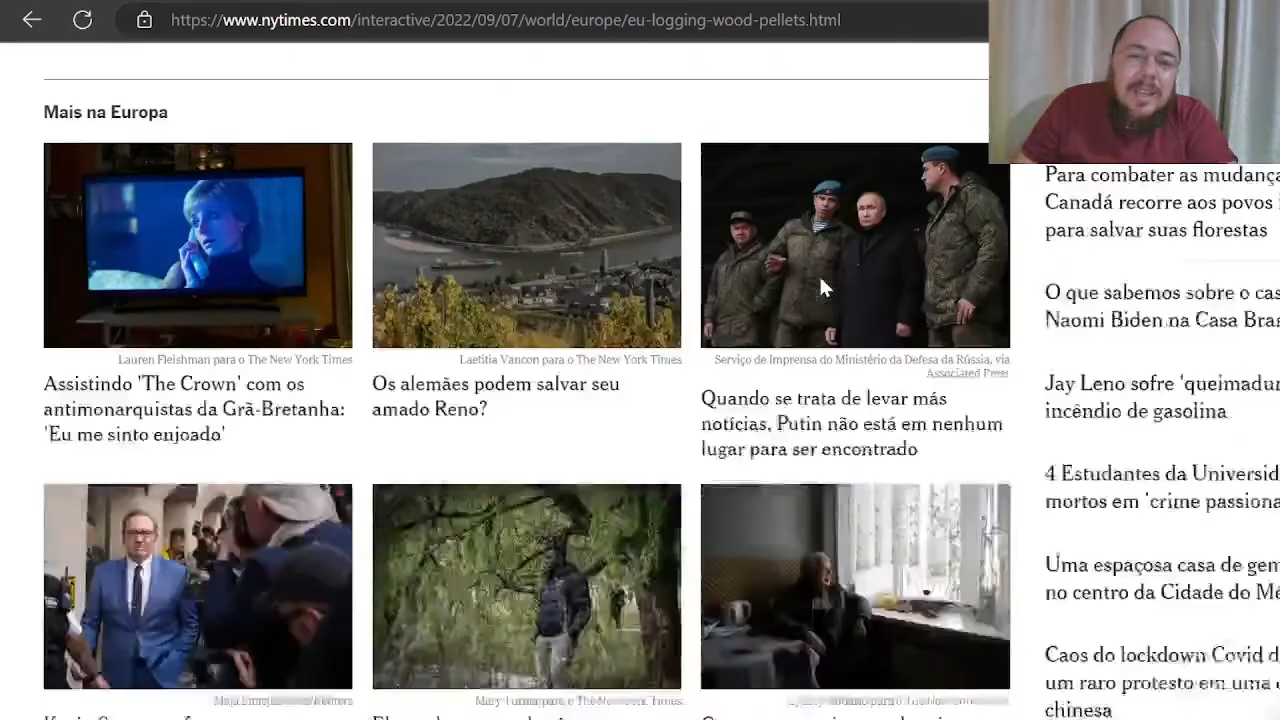 https://www.nytimes.com/interactive/2022/09/07/world/europe/eu-logging-wood-pellets.html
Mais na Europa
Lauren Fleishman para o The New York Times
Assistindo 'The Crown' com os
antimonarquistas da Grã-Bretanha:
'Eu me sinto enjoado'
Laetitia Vancon para o The New York Times
Os alemães podem salvar seu
amado Reno?
Serviço de Imprensa do Ministério da Defesa da Rússia, via
Associated Press
Quando se trata de levar más
notícias, Putin não está em nenhum
lugar para ser encontrado
Para combater as mudança
Canadá recorre aos povos i
para salvar suas florestas
O que sabemos sobre o cas
Naomi Biden na Casa Bran
Jay Leno sofre 'queimadur
incêndio de gasolina
4 Estudantes da Universid
mortos em 'crime passiona
Uma espaçosa casa de gem
no centro da Cidade do Mé
Caos do lockdown Covid d
um raro protesto em uma c
chinesa